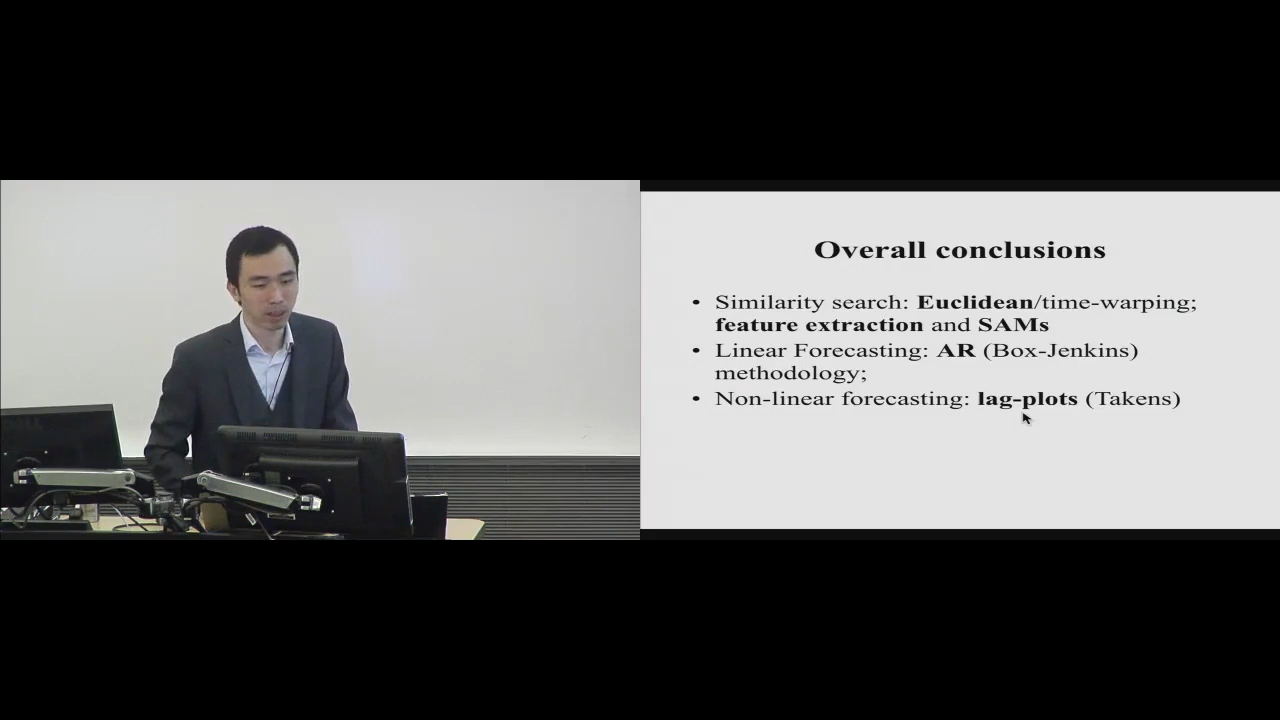 Overall conclusions
• Similarity search: Euclidean/time-warping;
feature extraction and SAMs
• Linear Forecasting: AR (Box-Jenkins)
methodology;
• Non-linear forecasting: lag-plots (Takens)